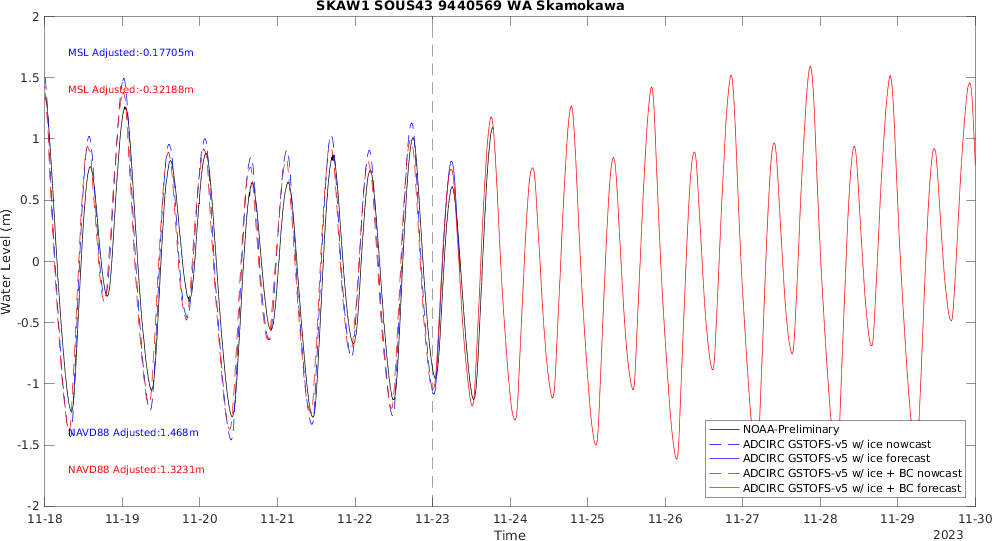 SKAW1 SOUS43 9440569 WA Skamokawa
MSL Adjusted:-0.17705m
MSL Adjusted:-0.32188m
NAVD88 Adjusted:1.468m
NAVD88 Adjusted:1.3231m
Water Level (m)
2
1.5
1
0.5
0
-0.5
-1
-1.5
-2
NOAA-Preliminary
ADCIRC GSTOFS-v5 w/ ice nowcast
ADCIRC GSTOFS-v5 w/ ice forecast
ADCIRC GSTOFS-v5 w/ ice + BC nowcast
ADCIRC GSTOFS-v5 w/ ice + BC forecast
11-18 11-19 11-20 11-21 11-22 11-23 11-24 11-25 11-26 11-27 11-28 11-29 11-30
Time
2023